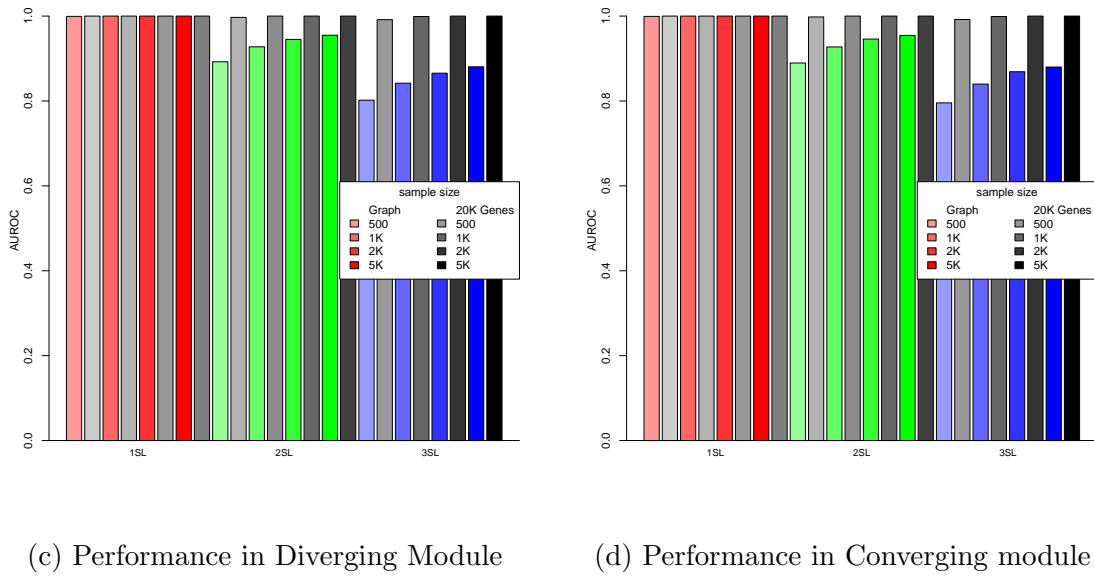 AUROC
1.0
0.8
0.6
0.4
0.2
0.0
1SL 2SL 3SL
sample size
Graph 20K Genes
500 500
1K 1K
2K 2K
5K 5K
(c) Performance in Diverging Module
AUROC
1.0
0.8
0.6
0.4
0.2
0.0
1SL 2SL 3SL
sample size
Graph 20K Genes
500 500
1K 1K
2K 2K
5K 5K
(d) Performance in Converging module